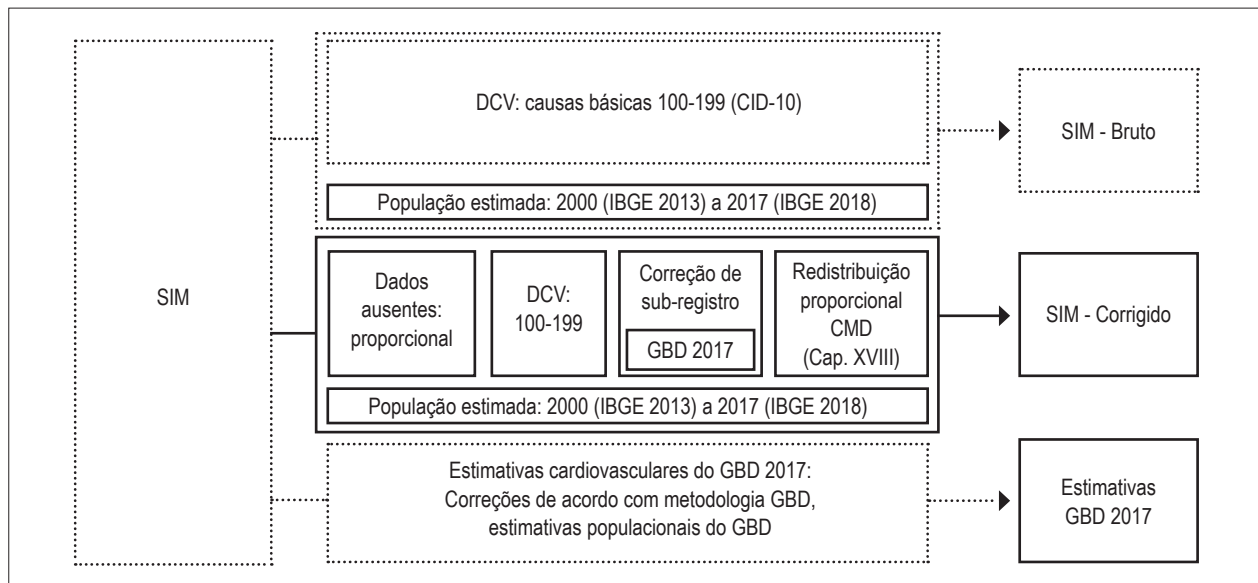 SIM
DCV: causas básicas 100-199 (CID-10)
População estimada: 2000 (IBGE 2013) a 2017 (IBGE 2018)
SIM - Bruto
Dados
ausentes:
proporcional
DCV:
100-199
Correção de
sub-registro
GBD 2017
Redistribuição
proporcional
CMD
(Cap. XVIII)
População estimada: 2000 (IBGE 2013) a 2017 (IBGE 2018)
SIM - Corrigido
Estimativas cardiovasculares do GBD 2017:
Correções de acordo com metodologia GBD,
estimativas populacionais do GBD
Estimativas
GBD 2017